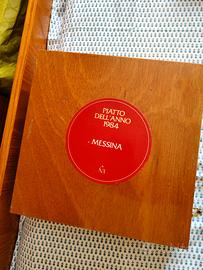 PIATTO
DELL'ANNO
1984
MESSINA